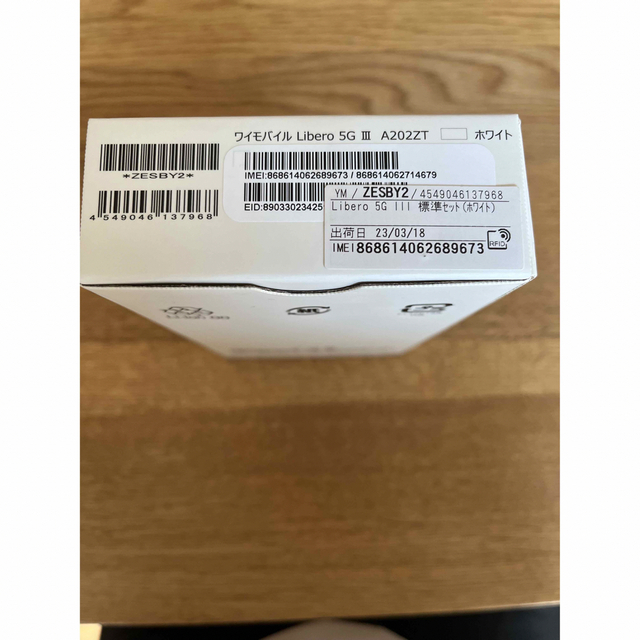 ワイモバイル Libero 5G Ⅲ A202ZT ホワイト
*ZESBY2*
IMEI:868614062689673 / 868614062714679
4 549046 137968
EID:89033023425
YM / ZESBY2 / 4549046137968
Libero 5G III 標準セット(ホワイト)
出荷日 23/03/18
IMEI 868614062689673
RFID